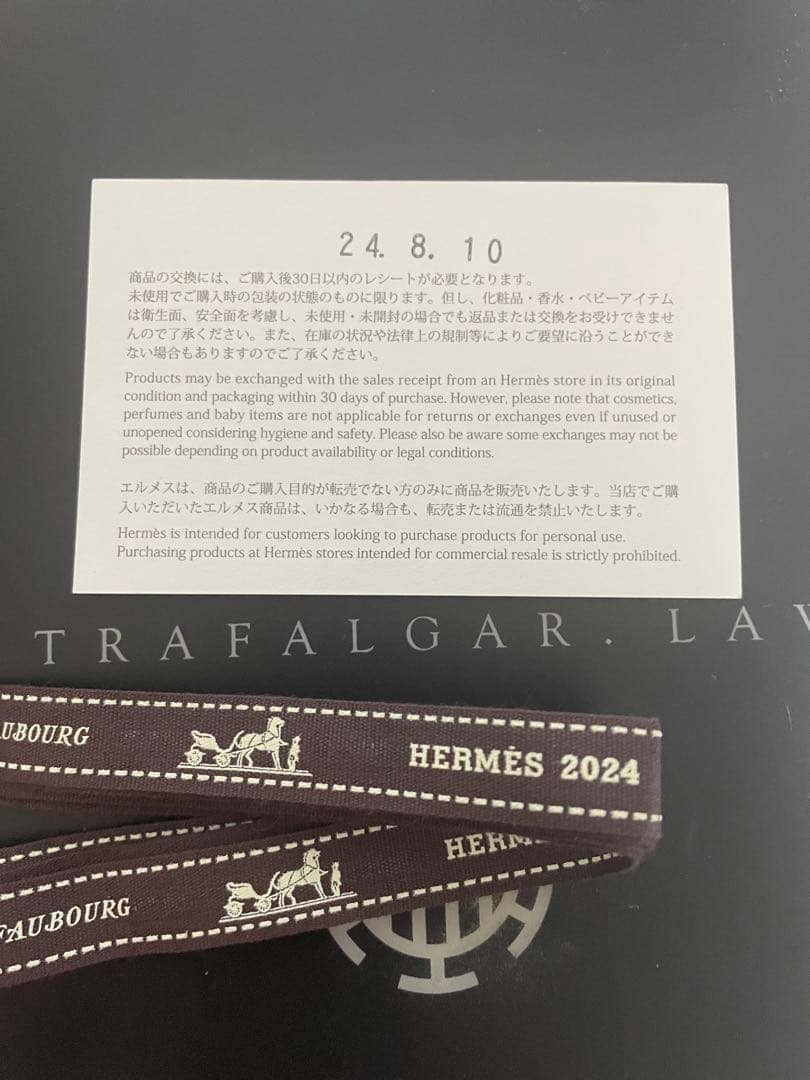 24. 8. 10
商品の交換には、ご購入後30日以内のレシートが必要となります。
未使用でご購入時の包装の状態のものに限ります。但し、化粧品・香水・ベビーアイテム
は衛生面、安全面を考慮し、未使用・未開封の場合でも返品または交換をお受けできませ
んので了承ください。また、在庫の状況や法律上の規制等によりご要望に沿うことができ
ない場合もありますのでご了承ください。
Products may be exchanged with the sales receipt from an Hermès store in its original
condition and packaging within 30 days of purchase. However, please note that cosmetics,
perfumes and baby items are not applicable for returns or exchanges even if unused or
unopened considering hygiene and safety. Please also be aware some exchanges may not be
possible depending on product availability or legal conditions.
エルメスは、商品のご購入目的が転売でない方のみに商品を販売いたします。当店でご購
入いただいたエルメス商品は、いかなる場合も、転売または流通を禁止いたします。
Hermès is intended for customers looking to purchase products for personal use.
Purchasing products at Hermès stores intended for commercial resale is strictly prohibited.
TRAFALGAR. LAW
AUBOURG HERMÈS 2024
FAUBOURG HERM